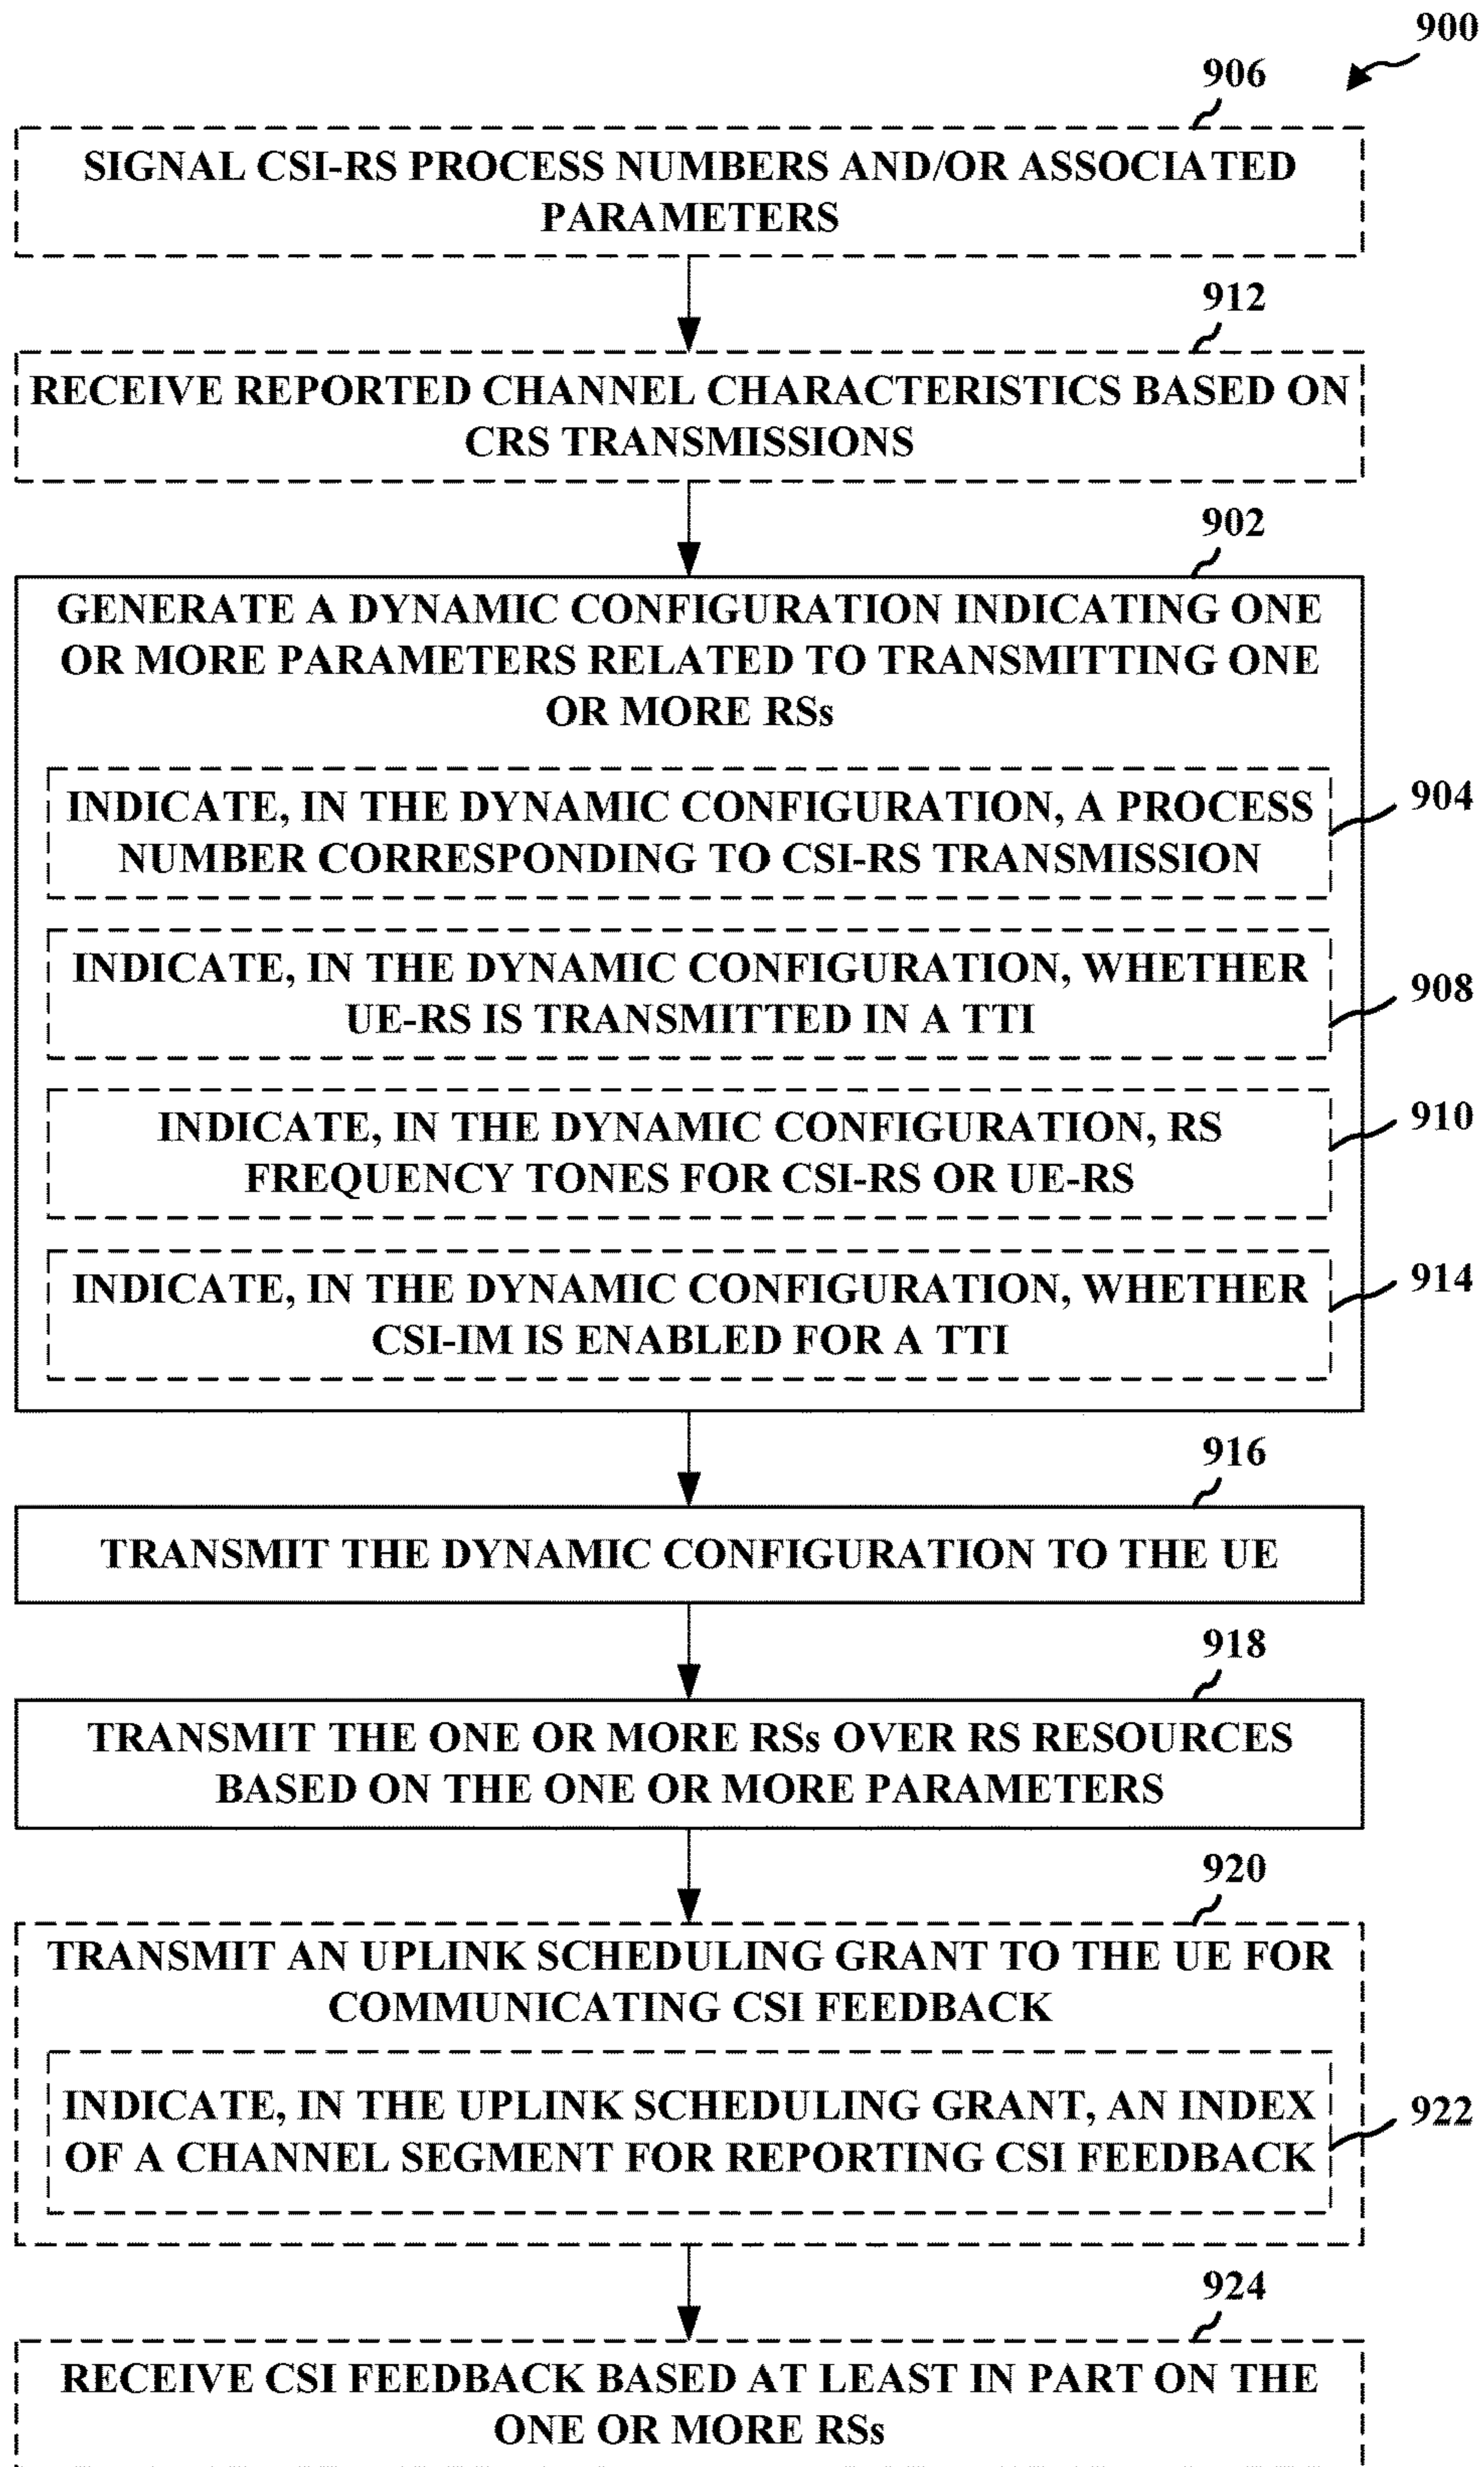 900
906
SIGNAL CSI-RS PROCESS NUMBERS AND/OR ASSOCIATED
PARAMETERS
912
RECEIVE REPORTED CHANNEL CHARACTERISTICS BASED ON
CRS TRANSMISSIONS
902
GENERATE A DYNAMIC CONFIGURATION INDICATING ONE
OR MORE PARAMETERS RELATED TO TRANSMITTING ONE
OR MORE RSs
INDICATE, IN THE DYNAMIC CONFIGURATION, A PROCESS
NUMBER CORRESPONDING TO CSI-RS TRANSMISSION
904
INDICATE, IN THE DYNAMIC CONFIGURATION, WHETHER
UE-RS IS TRANSMITTED IN A TTI
908
INDICATE, IN THE DYNAMIC CONFIGURATION, RS
FREQUENCY TONES FOR CSI-RS OR UE-RS
910
INDICATE, IN THE DYNAMIC CONFIGURATION, WHETHER
CSI-IM IS ENABLED FOR A TTI
914
916
TRANSMIT THE DYNAMIC CONFIGURATION TO THE UE
918
TRANSMIT THE ONE OR MORE RSs OVER RS RESOURCES
BASED ON THE ONE OR MORE PARAMETERS
920
TRANSMIT AN UPLINK SCHEDULING GRANT TO THE UE FOR
COMMUNICATING CSI FEEDBACK
INDICATE, IN THE UPLINK SCHEDULING GRANT, AN INDEX
OF A CHANNEL SEGMENT FOR REPORTING CSI FEEDBACK
922
924
RECEIVE CSI FEEDBACK BASED AT LEAST IN PART ON THE
ONE OR MORE RSs